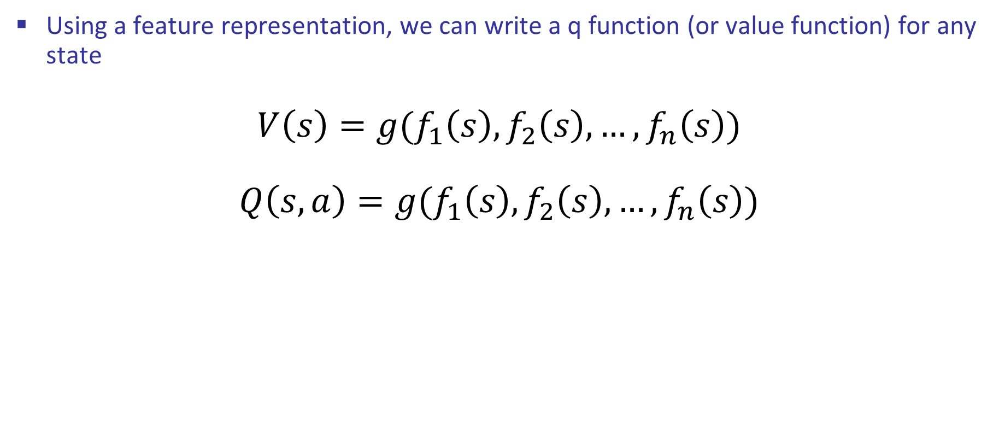 ▪ Using a feature representation, we can write a q function (or value function) for any
state
V(s) = g(f₁(s), f₂(s), … , fₙ(s))
Q(s, a) = g(f₁(s), f₂(s), … , fₙ(s))